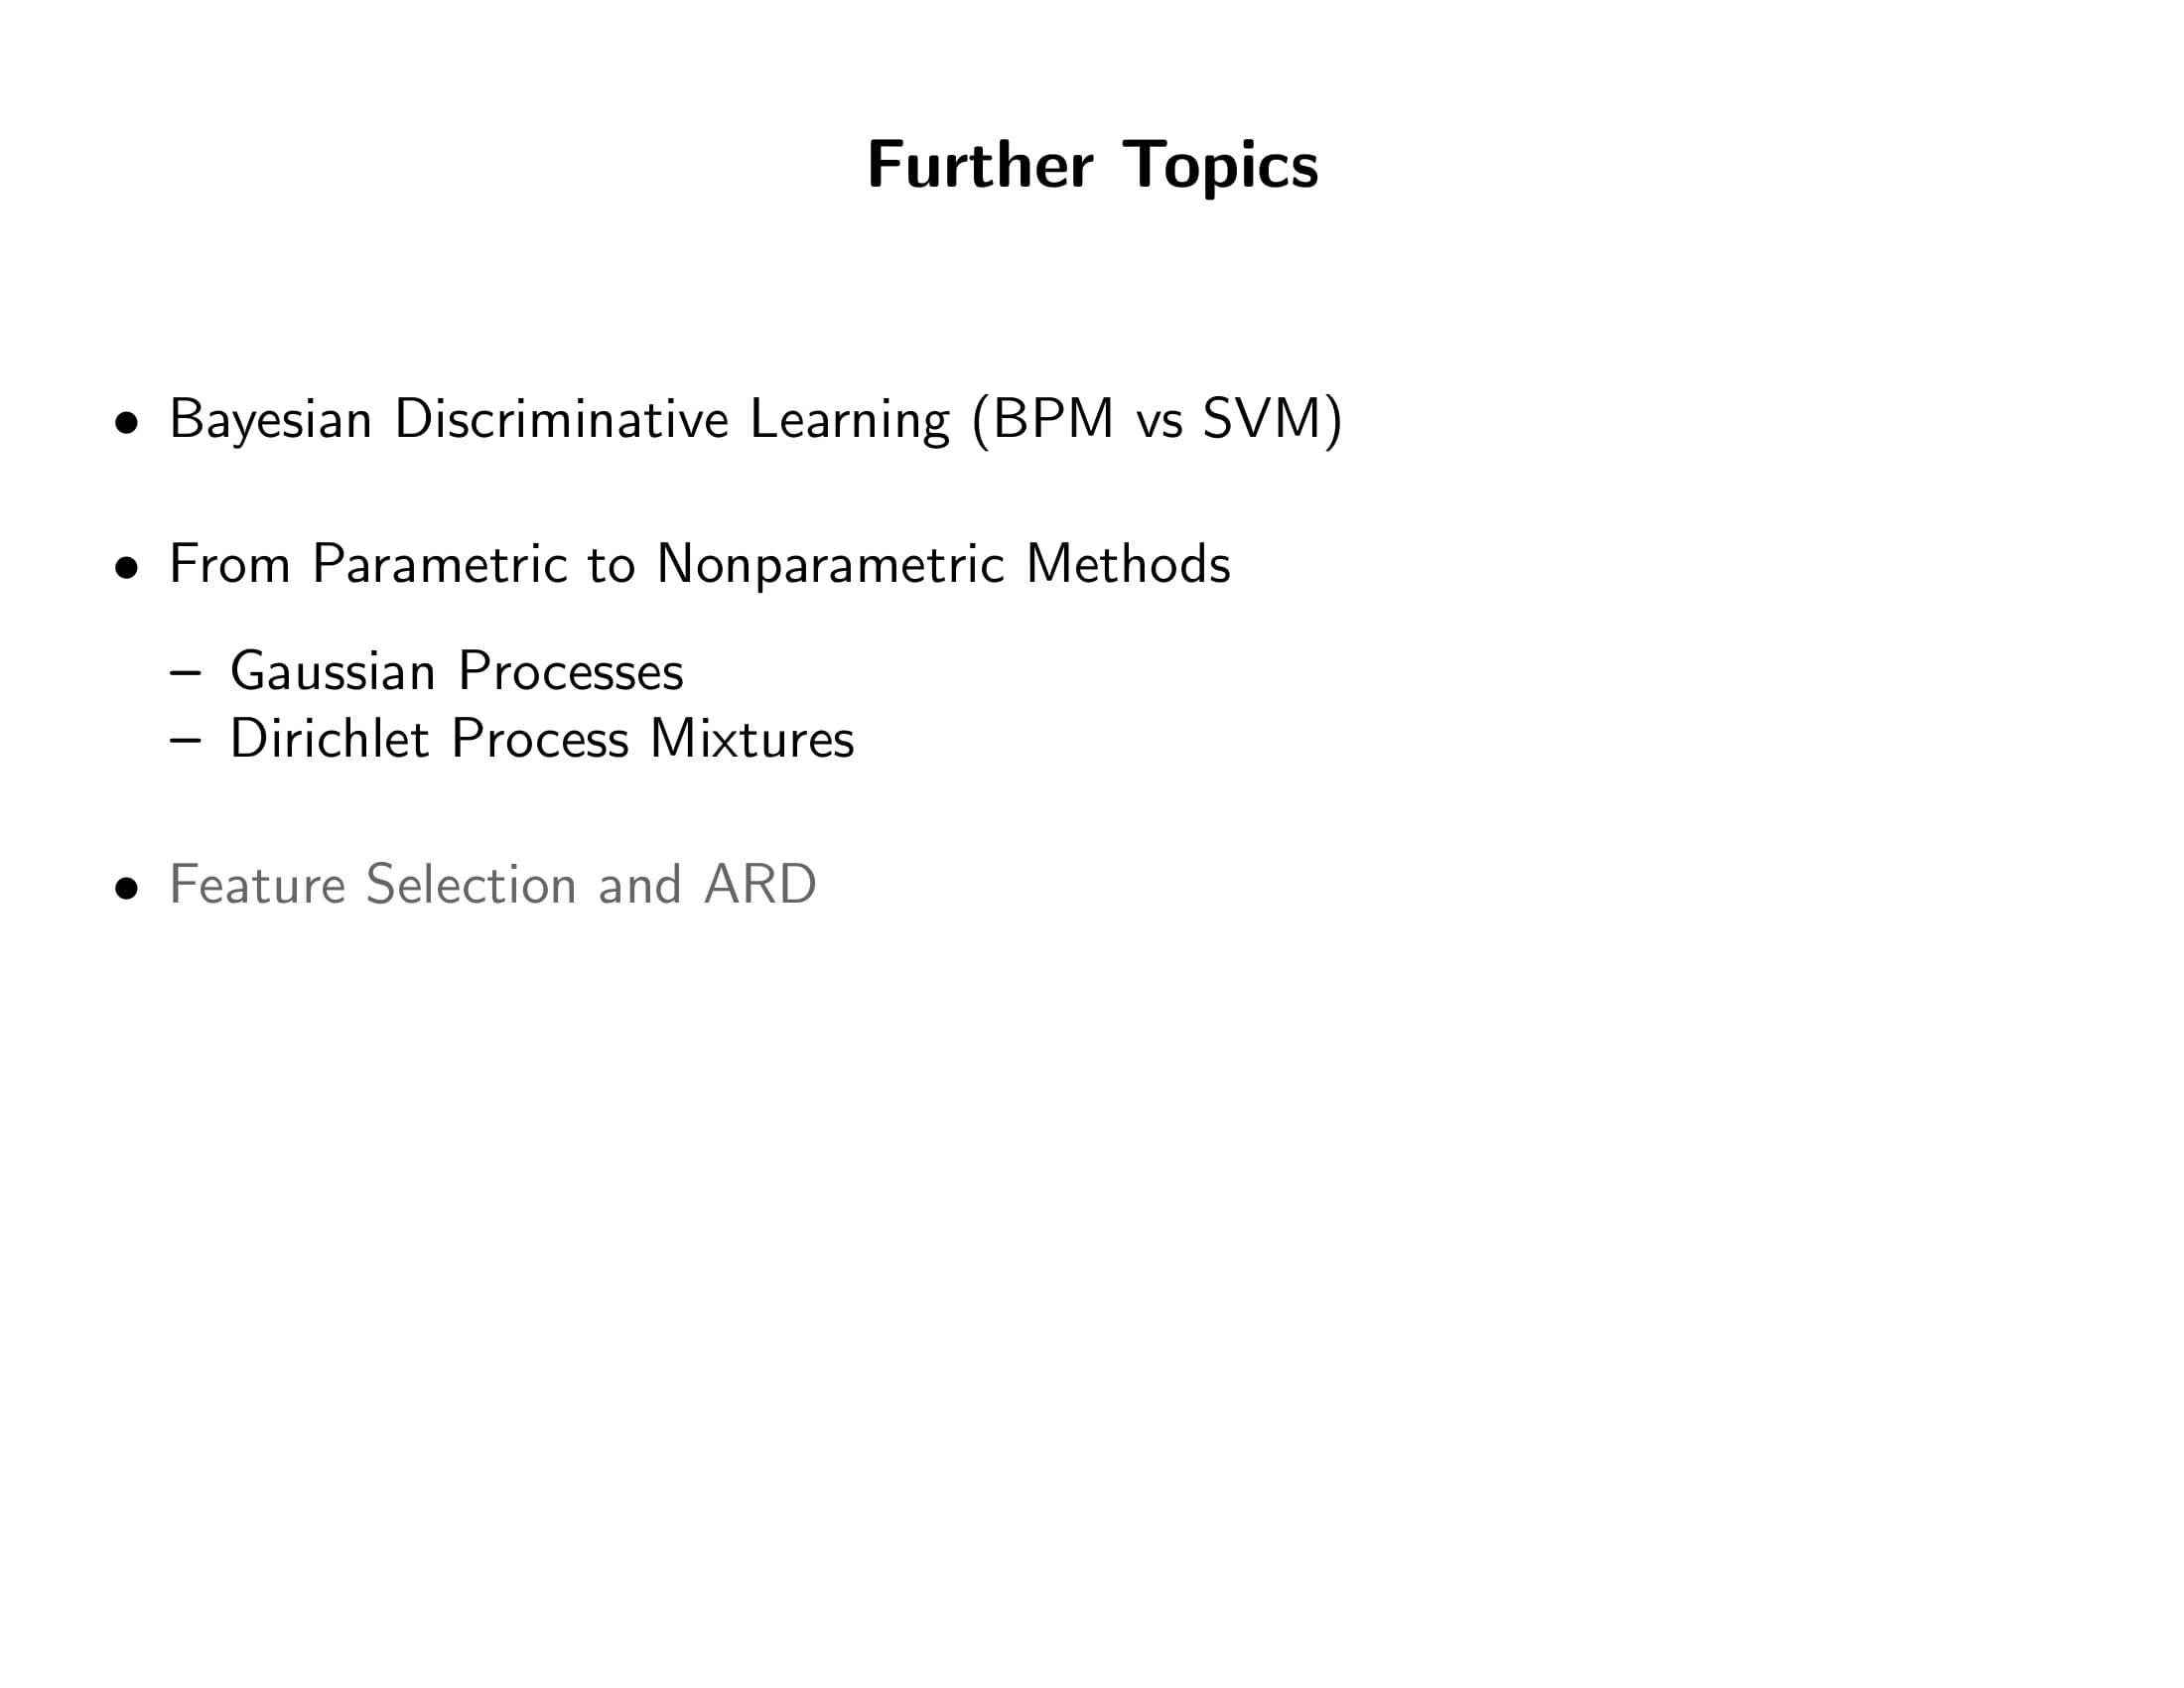 Further Topics
• Bayesian Discriminative Learning (BPM vs SVM)
• From Parametric to Nonparametric Methods
– Gaussian Processes
– Dirichlet Process Mixtures
• Feature Selection and ARD